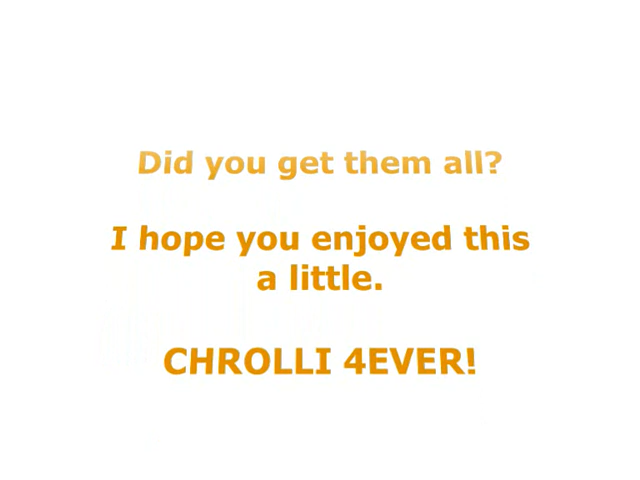 Did you get them all?
I hope you enjoyed this
a little.
CHROLLI 4EVER!